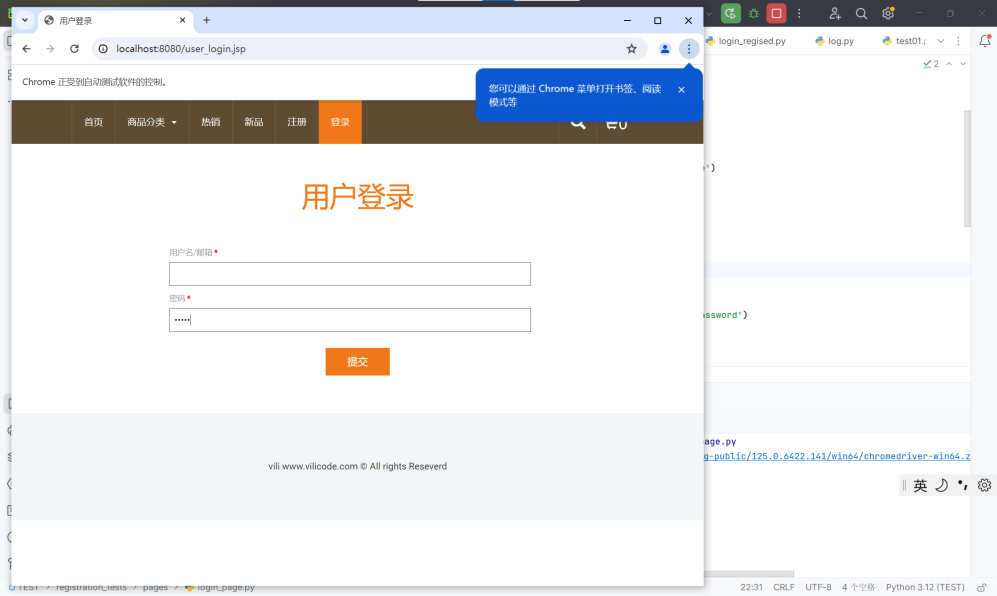 用户登录
localhost:8080/user_login.jsp
Chrome 正受到自动测试软件的控制。
您可以通过 Chrome 菜单打开书签、阅读
模式等
首页 商品分类 热销 新品 注册 登录 0
用户登录
用户名/邮箱*
密码*
•••••
提交
vili www.vilicode.com © All rights Reseverd
login_regised.py log.py test01.p
2
')
assword')
age.py
g-public/125.0.6422.141/win64/chromedriver-win64.z
英
TEST > registration_tests > pages > login_page.py
22:31 CRLF UTF-8 4 个空格 Python 3.12 (TEST)